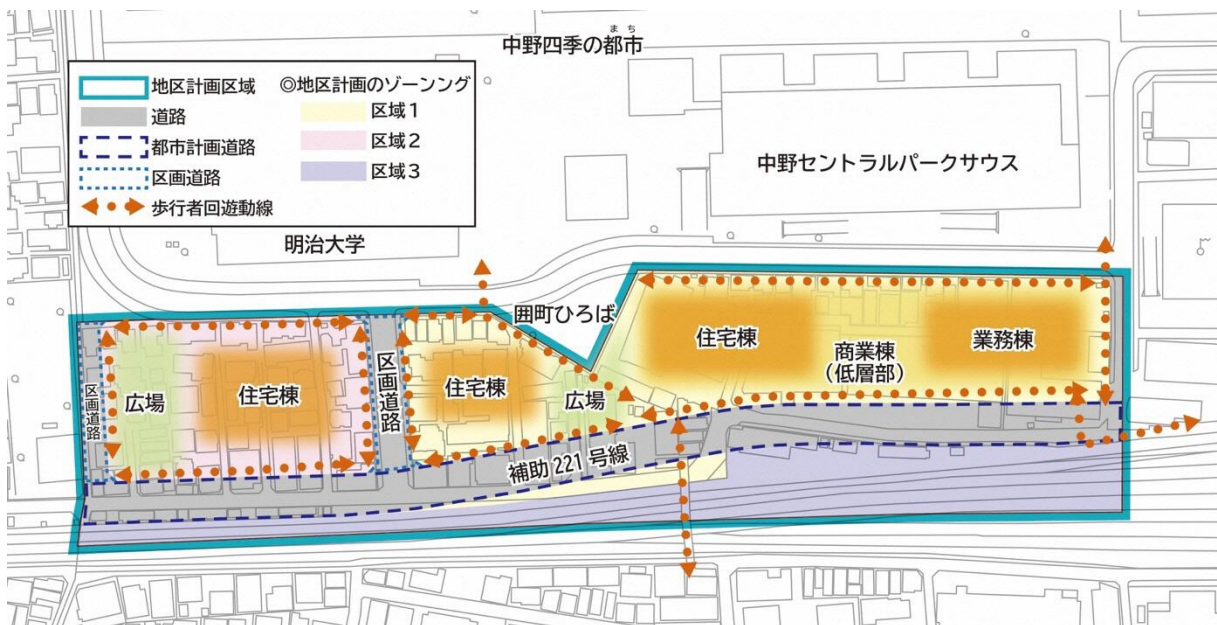 まち
中野四季の都市
地区計画区域
道路
都市計画道路
区画道路
歩行者回遊動線
◎地区計画のゾーンング
区域1
区域2
区域3
中野セントラルパークサウス
明治大学
囲町ひろば
区画道路
広場
住宅棟
区画道路
住宅棟
広場
住宅棟
商業棟
(低層部)
業務棟
補助221号線